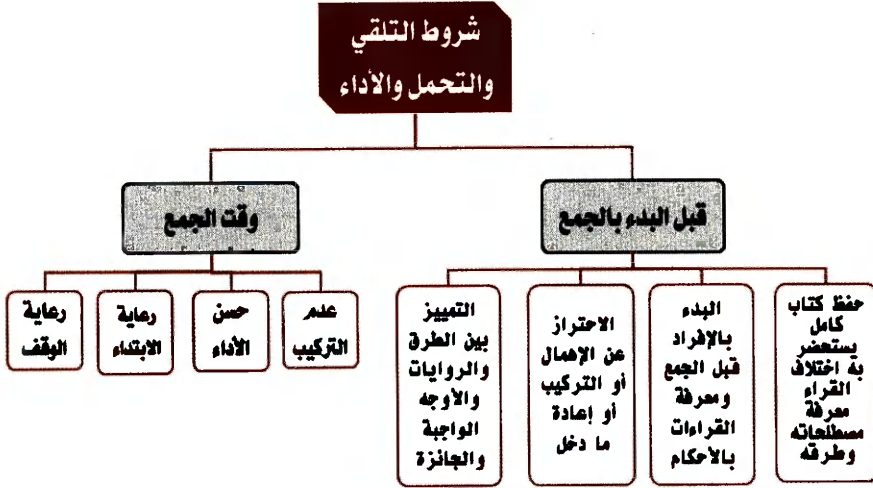 شروط التلقي
والتحمل والأداء
قبل البدء بالجمع
وقت الجمع
حفظ كتاب
كامل
يستحضر
به اختلاف
القراء
معرفة
مصطلحاته
وطرقه
البدء
بالإفراد
قبل الجمع
ومعرفة
القراءات
بالأحكام
الاحتراز
عن الإهمال
أو التركيب
أو إعادة
ما دخل
التمييز
بين الطرق
والروايات
والأوجه
الواجبة
والجائزة
عدم
التركيب
حسن
الأداء
رعاية
الابتداء
رعاية
الوقف